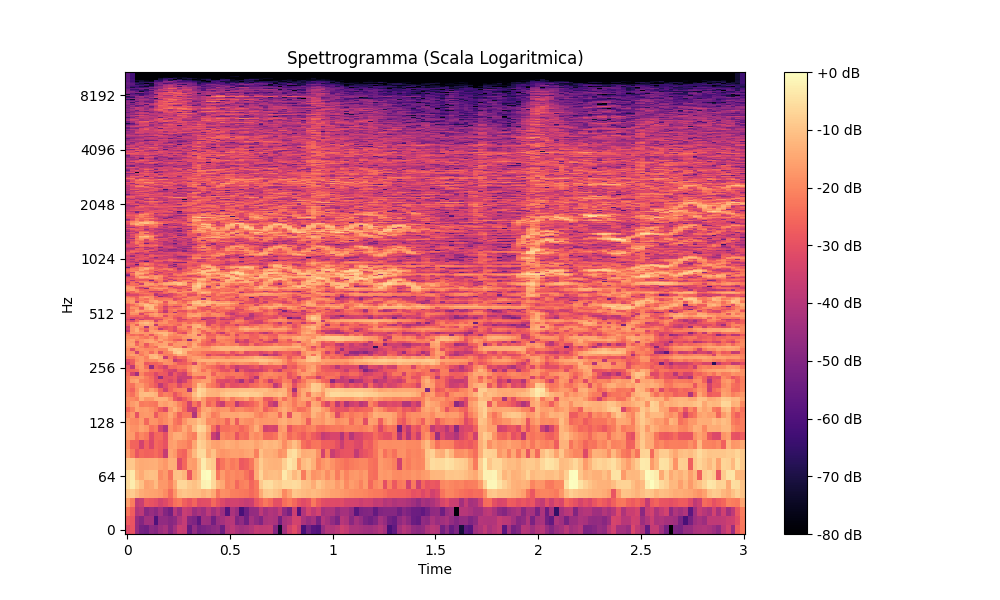 Spettrogramma (Scala Logaritmica)
Hz
8192
4096
2048
1024
512
256
128
64
0
0
0.5
1
1.5
2
2.5
3
Time
+0 dB
-10 dB
-20 dB
-30 dB
-40 dB
-50 dB
-60 dB
-70 dB
-80 dB